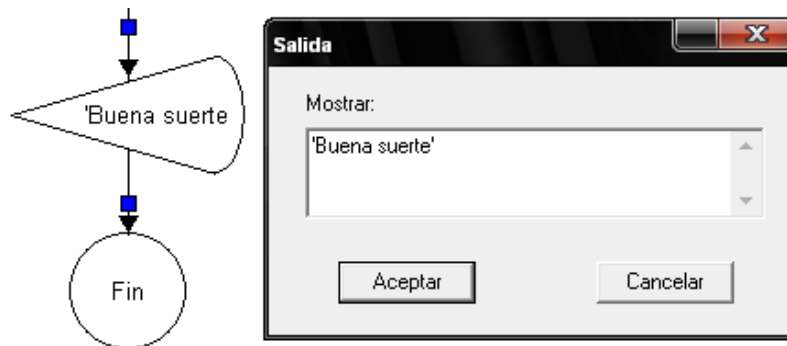 'Buena suerte
Fin
Salida
Mostrar:
'Buena suerte'
Aceptar
Cancelar